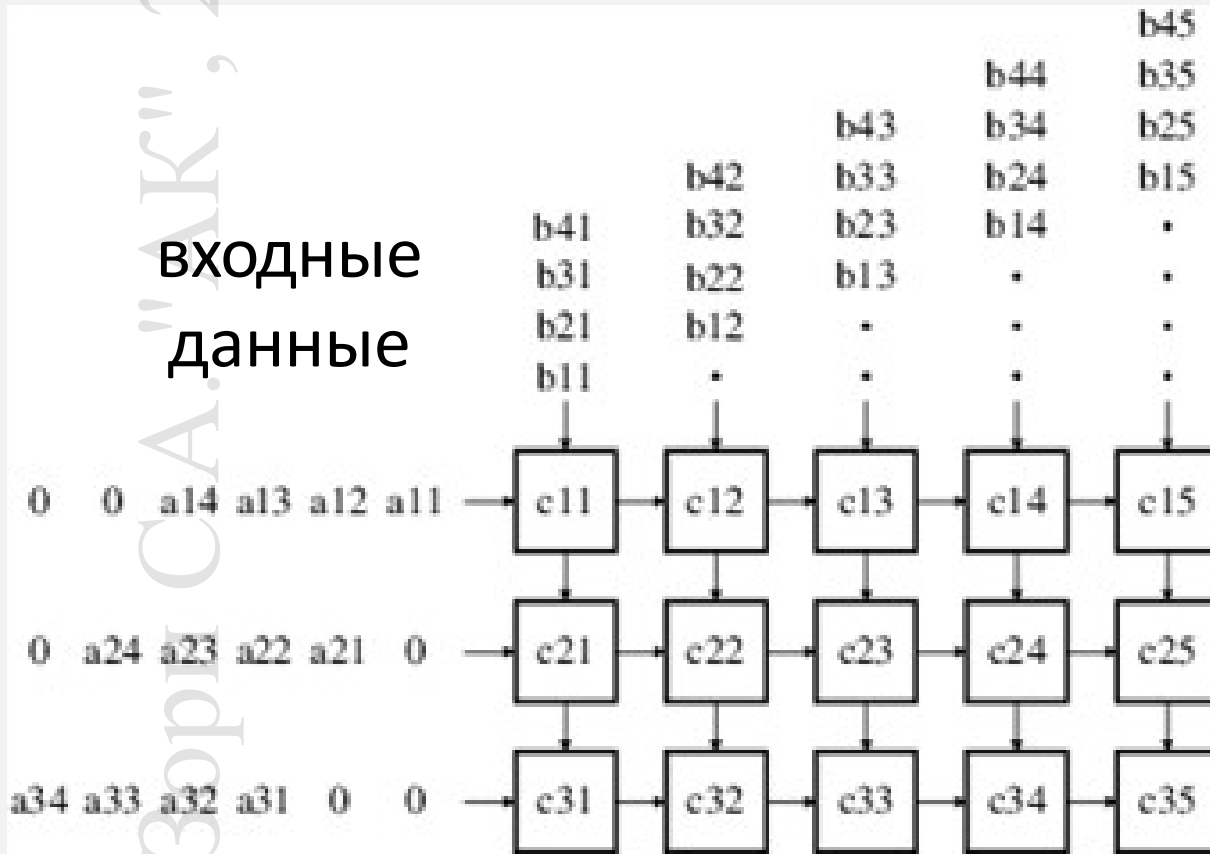 b45
b44 b35
b43 b34 b25
b42 b33 b24 b15
b41 b32 b23 b14 .
b31 b22 b13 . .
b21 b12 . . .
b11 . . . .
входные
данные
0 0 a14 a13 a12 a11 c11 c12 c13 c14 c15
0 a24 a23 a22 a21 0 c21 c22 c23 c24 c25
a34 a33 a32 a31 0 0 c31 c32 c33 c34 c35
СА. "АК",